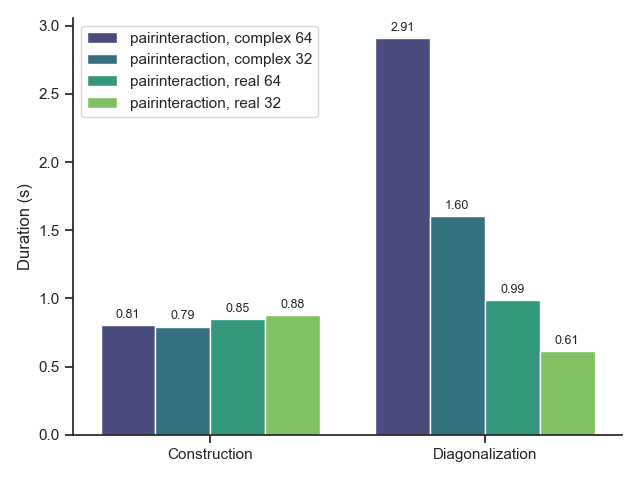 3.0
2.5
2.0
1.5
1.0
0.5
0.0
Duration (s)
pairinteraction, complex 64
pairinteraction, complex 32
pairinteraction, real 64
pairinteraction, real 32
0.81
0.79
0.85
0.88
2.91
1.60
0.99
0.61
Construction
Diagonalization